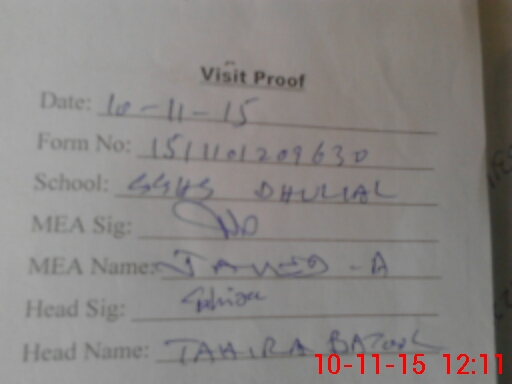 Visit Proof
Date: 10-11-15
Form No: 151101209630
School: GGHS DHULIAL
MEA Sig:
MEA Name: JAVED-A
Head Sig:
Head Name: TAHIRA BATOOL
10-11-15 12:11